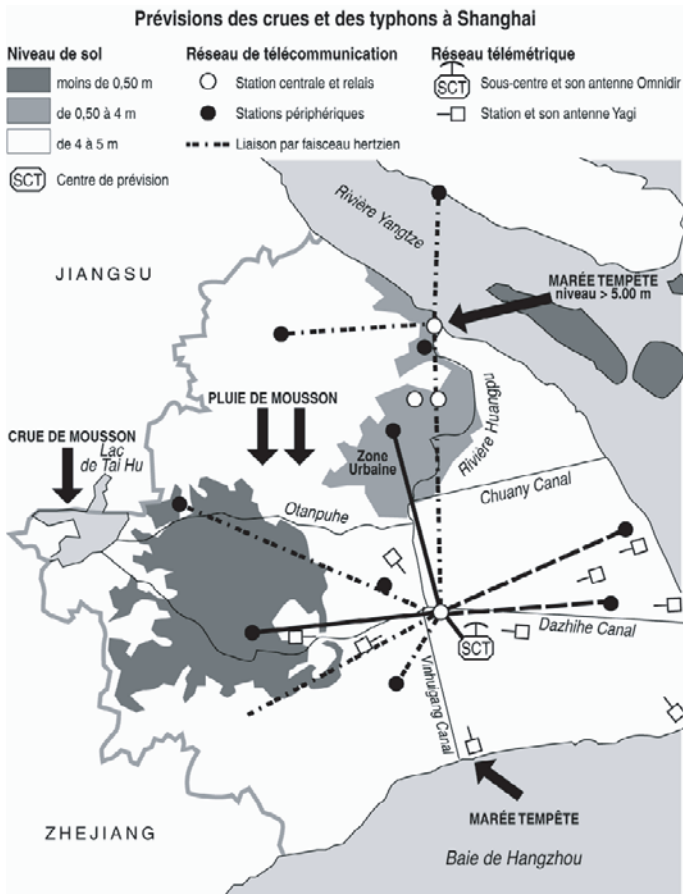 Prévisions des crues et des typhons à Shanghai
Niveau de sol
moins de 0,50 m
de 0,50 à 4 m
de 4 à 5 m
SCT Centre de prévision
Réseau de télécommunication
Station centrale et relais
Stations périphériques
Liaison par faisceau hertzien
Réseau télémétrique
SCT Sous-centre et son antenne Omnidir
Station et son antenne Yagi
Rivière Yangtze
JIANGSU
MARÉE TEMPÊTE
niveau > 5.00 m
PLUIE DE MOUSSON
CRUE DE MOUSSON
Lac
de Tai Hu
Zone
Urbaine
Rivière Huangpu
Chuany Canal
Otanpuhe
Dazhihe Canal
SCT
Vinhuigang Canal
MARÉE TEMPÊTE
ZHEJIANG
Baie de Hangzhou